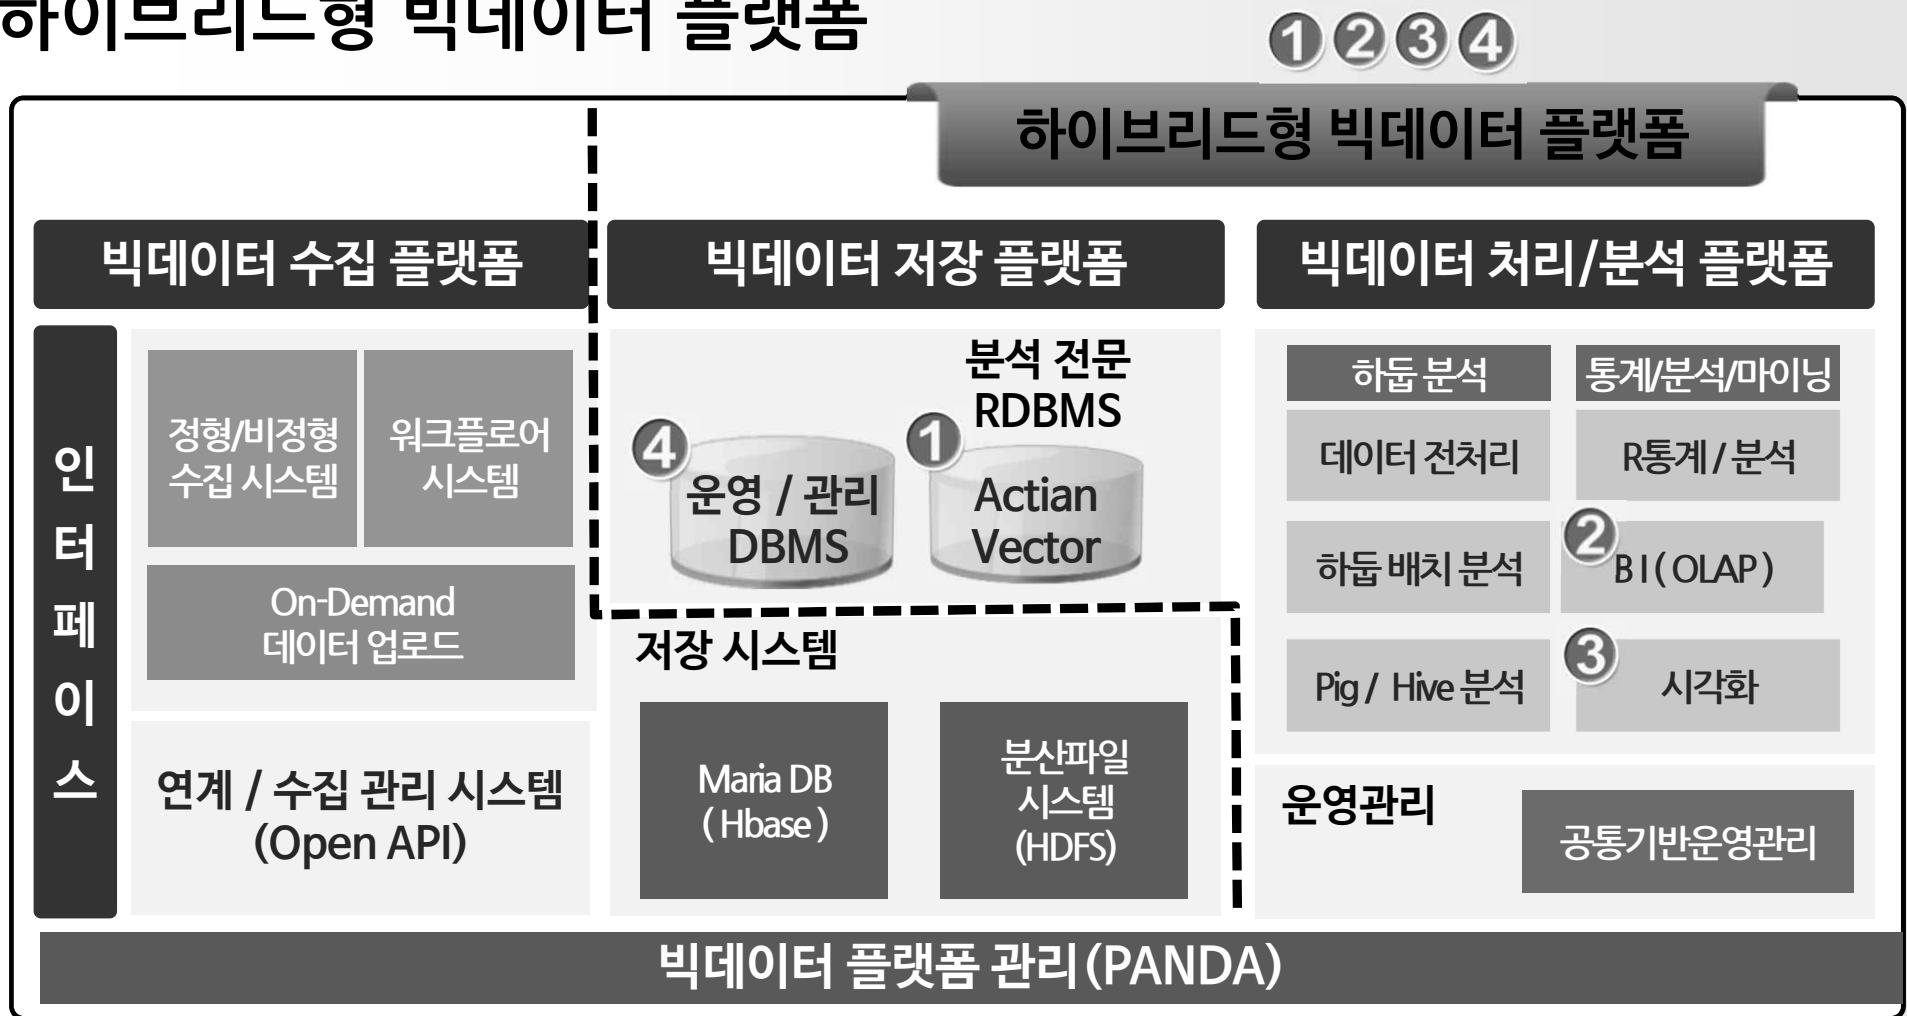 하이브리드형 빅데이터 플랫폼
①②③④
하이브리드형 빅데이터 플랫폼
빅데이터 수집 플랫폼
빅데이터 저장 플랫폼
빅데이터 처리/분석 플랫폼
인
터
페
이
스
정형/비정형
수집 시스템
워크플로어
시스템
On-Demand
데이터 업로드
연계 / 수집 관리 시스템
(Open API)
④
운영 / 관리
DBMS
분석 전문
RDBMS
①
Actian
Vector
저장 시스템
Maria DB
( Hbase )
분산파일
시스템
(HDFS)
하둡 분석
통계/분석/마이닝
데이터 전처리
R통계 / 분석
하둡 배치 분석
②
B I ( OLAP )
Pig / Hive 분석
③
시각화
운영관리
공통기반운영관리
빅데이터 플랫폼 관리(PANDA)